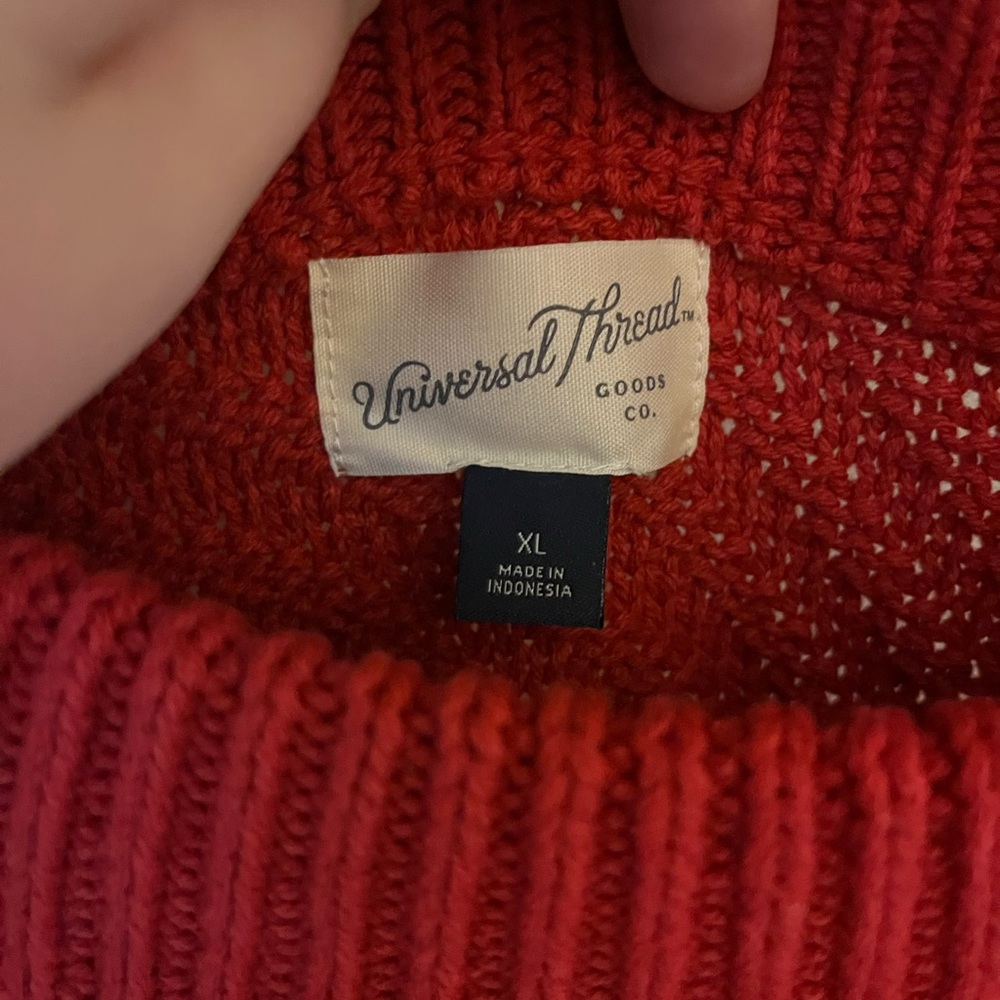 Universal Thread™
GOODS
CO.
XL
MADE IN
INDONESIA